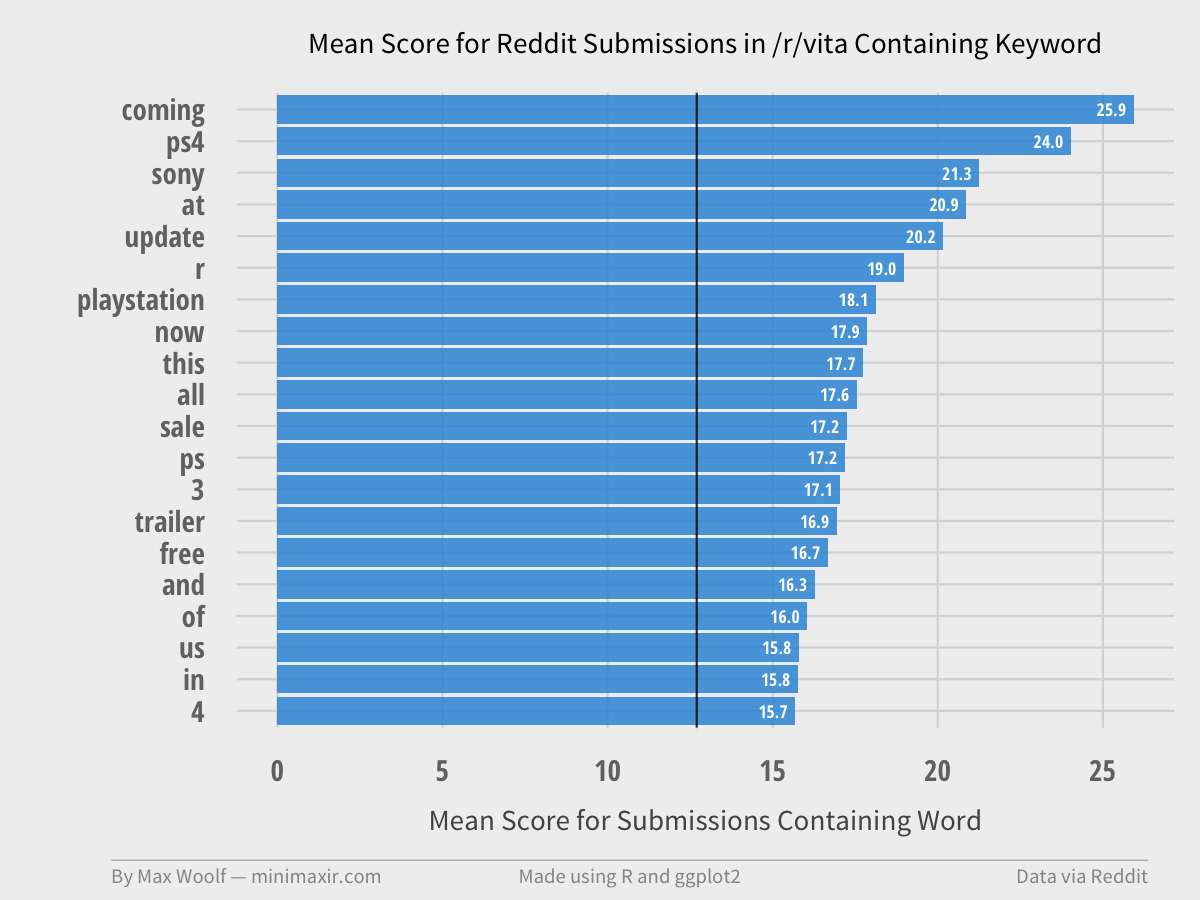 Mean Score for Reddit Submissions in /r/vita Containing Keyword
coming 25.9
ps4 24.0
sony 21.3
at 20.9
update 20.2
r 19.0
playstation 18.1
now 17.9
this 17.7
all 17.6
sale 17.2
ps 17.2
3 17.1
trailer 16.9
free 16.7
and 16.3
of 16.0
us 15.8
in 15.8
4 15.7
0 5 10 15 20 25
Mean Score for Submissions Containing Word
By Max Woolf — minimaxir.com Made using R and ggplot2 Data via Reddit